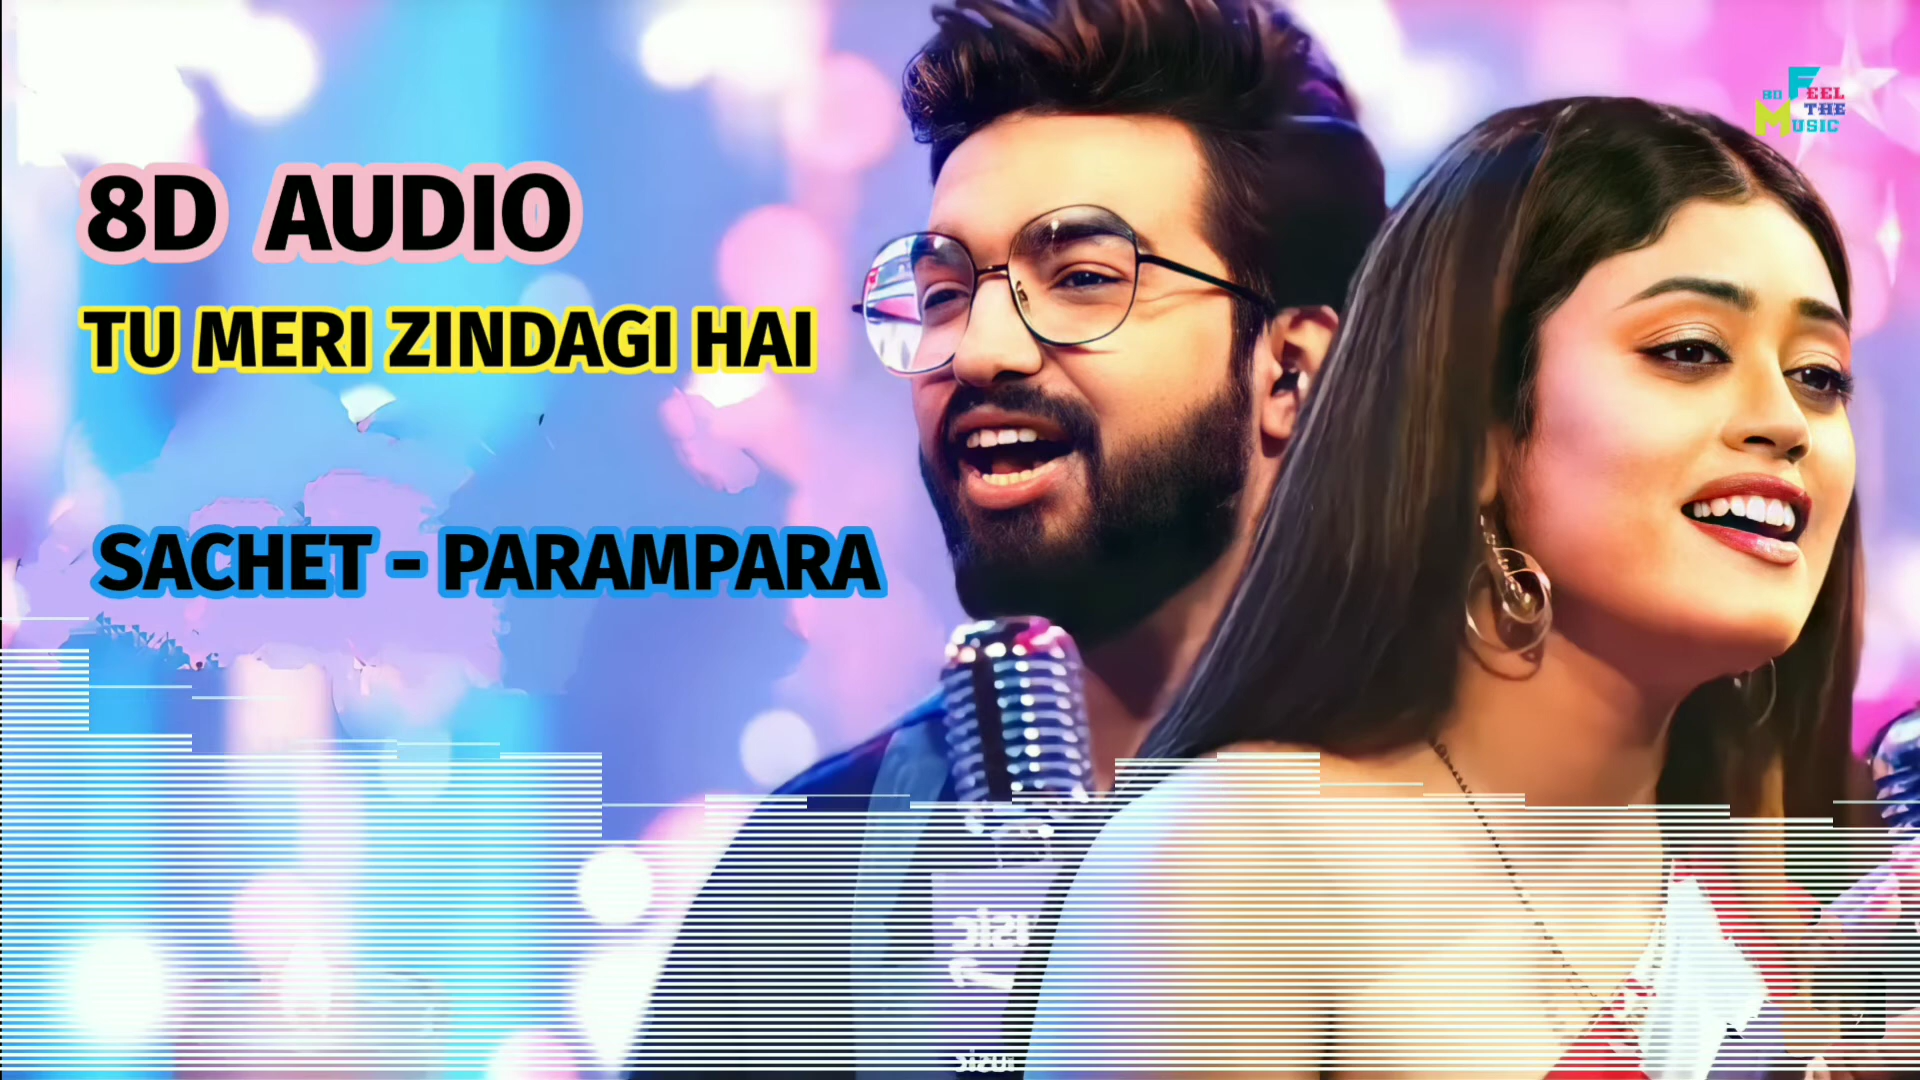 8D AUDIO
TU MERI ZINDAGI HAI
SACHET - PARAMPARA
8D FEEL
THE
MUSIC